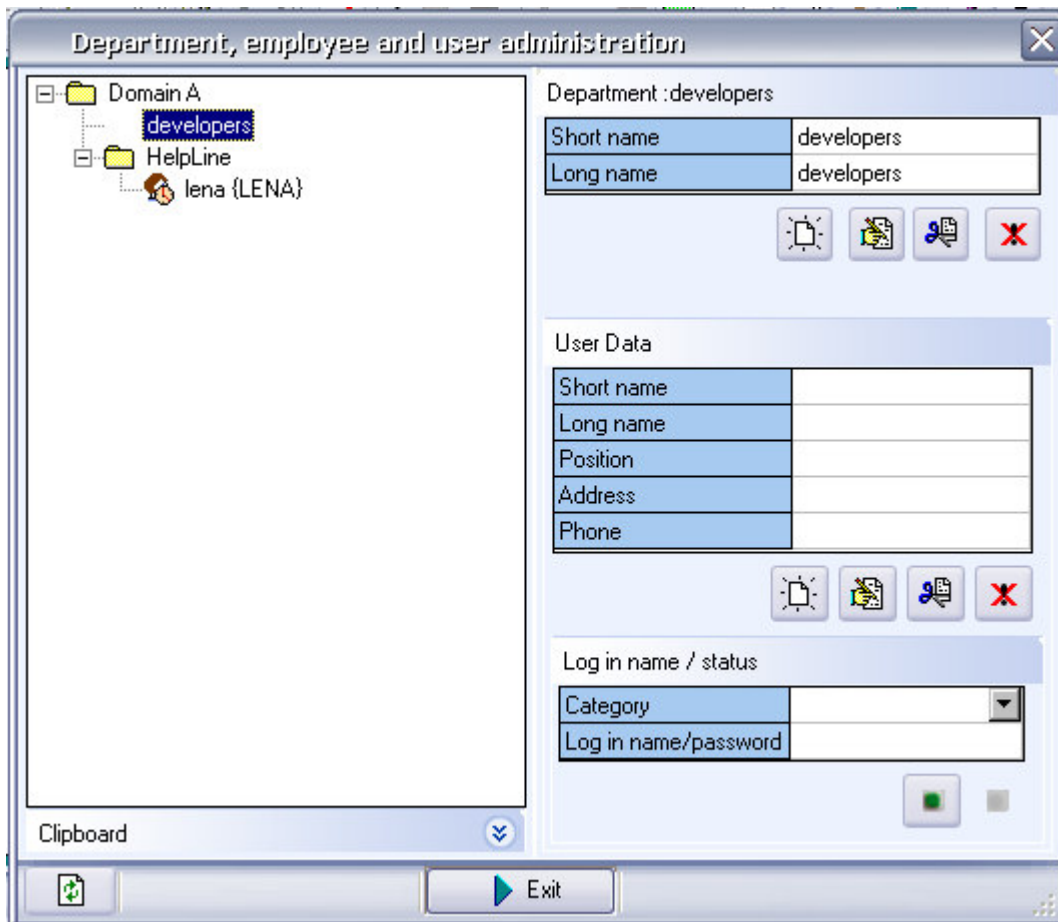 Department, employee and user administration
Domain A
developers
HelpLine
lena {LENA}
Clipboard
Department :developers
Short name developers
Long name developers
User Data
Short name
Long name
Position
Address
Phone
Log in name / status
Category
Log in name/password
Exit